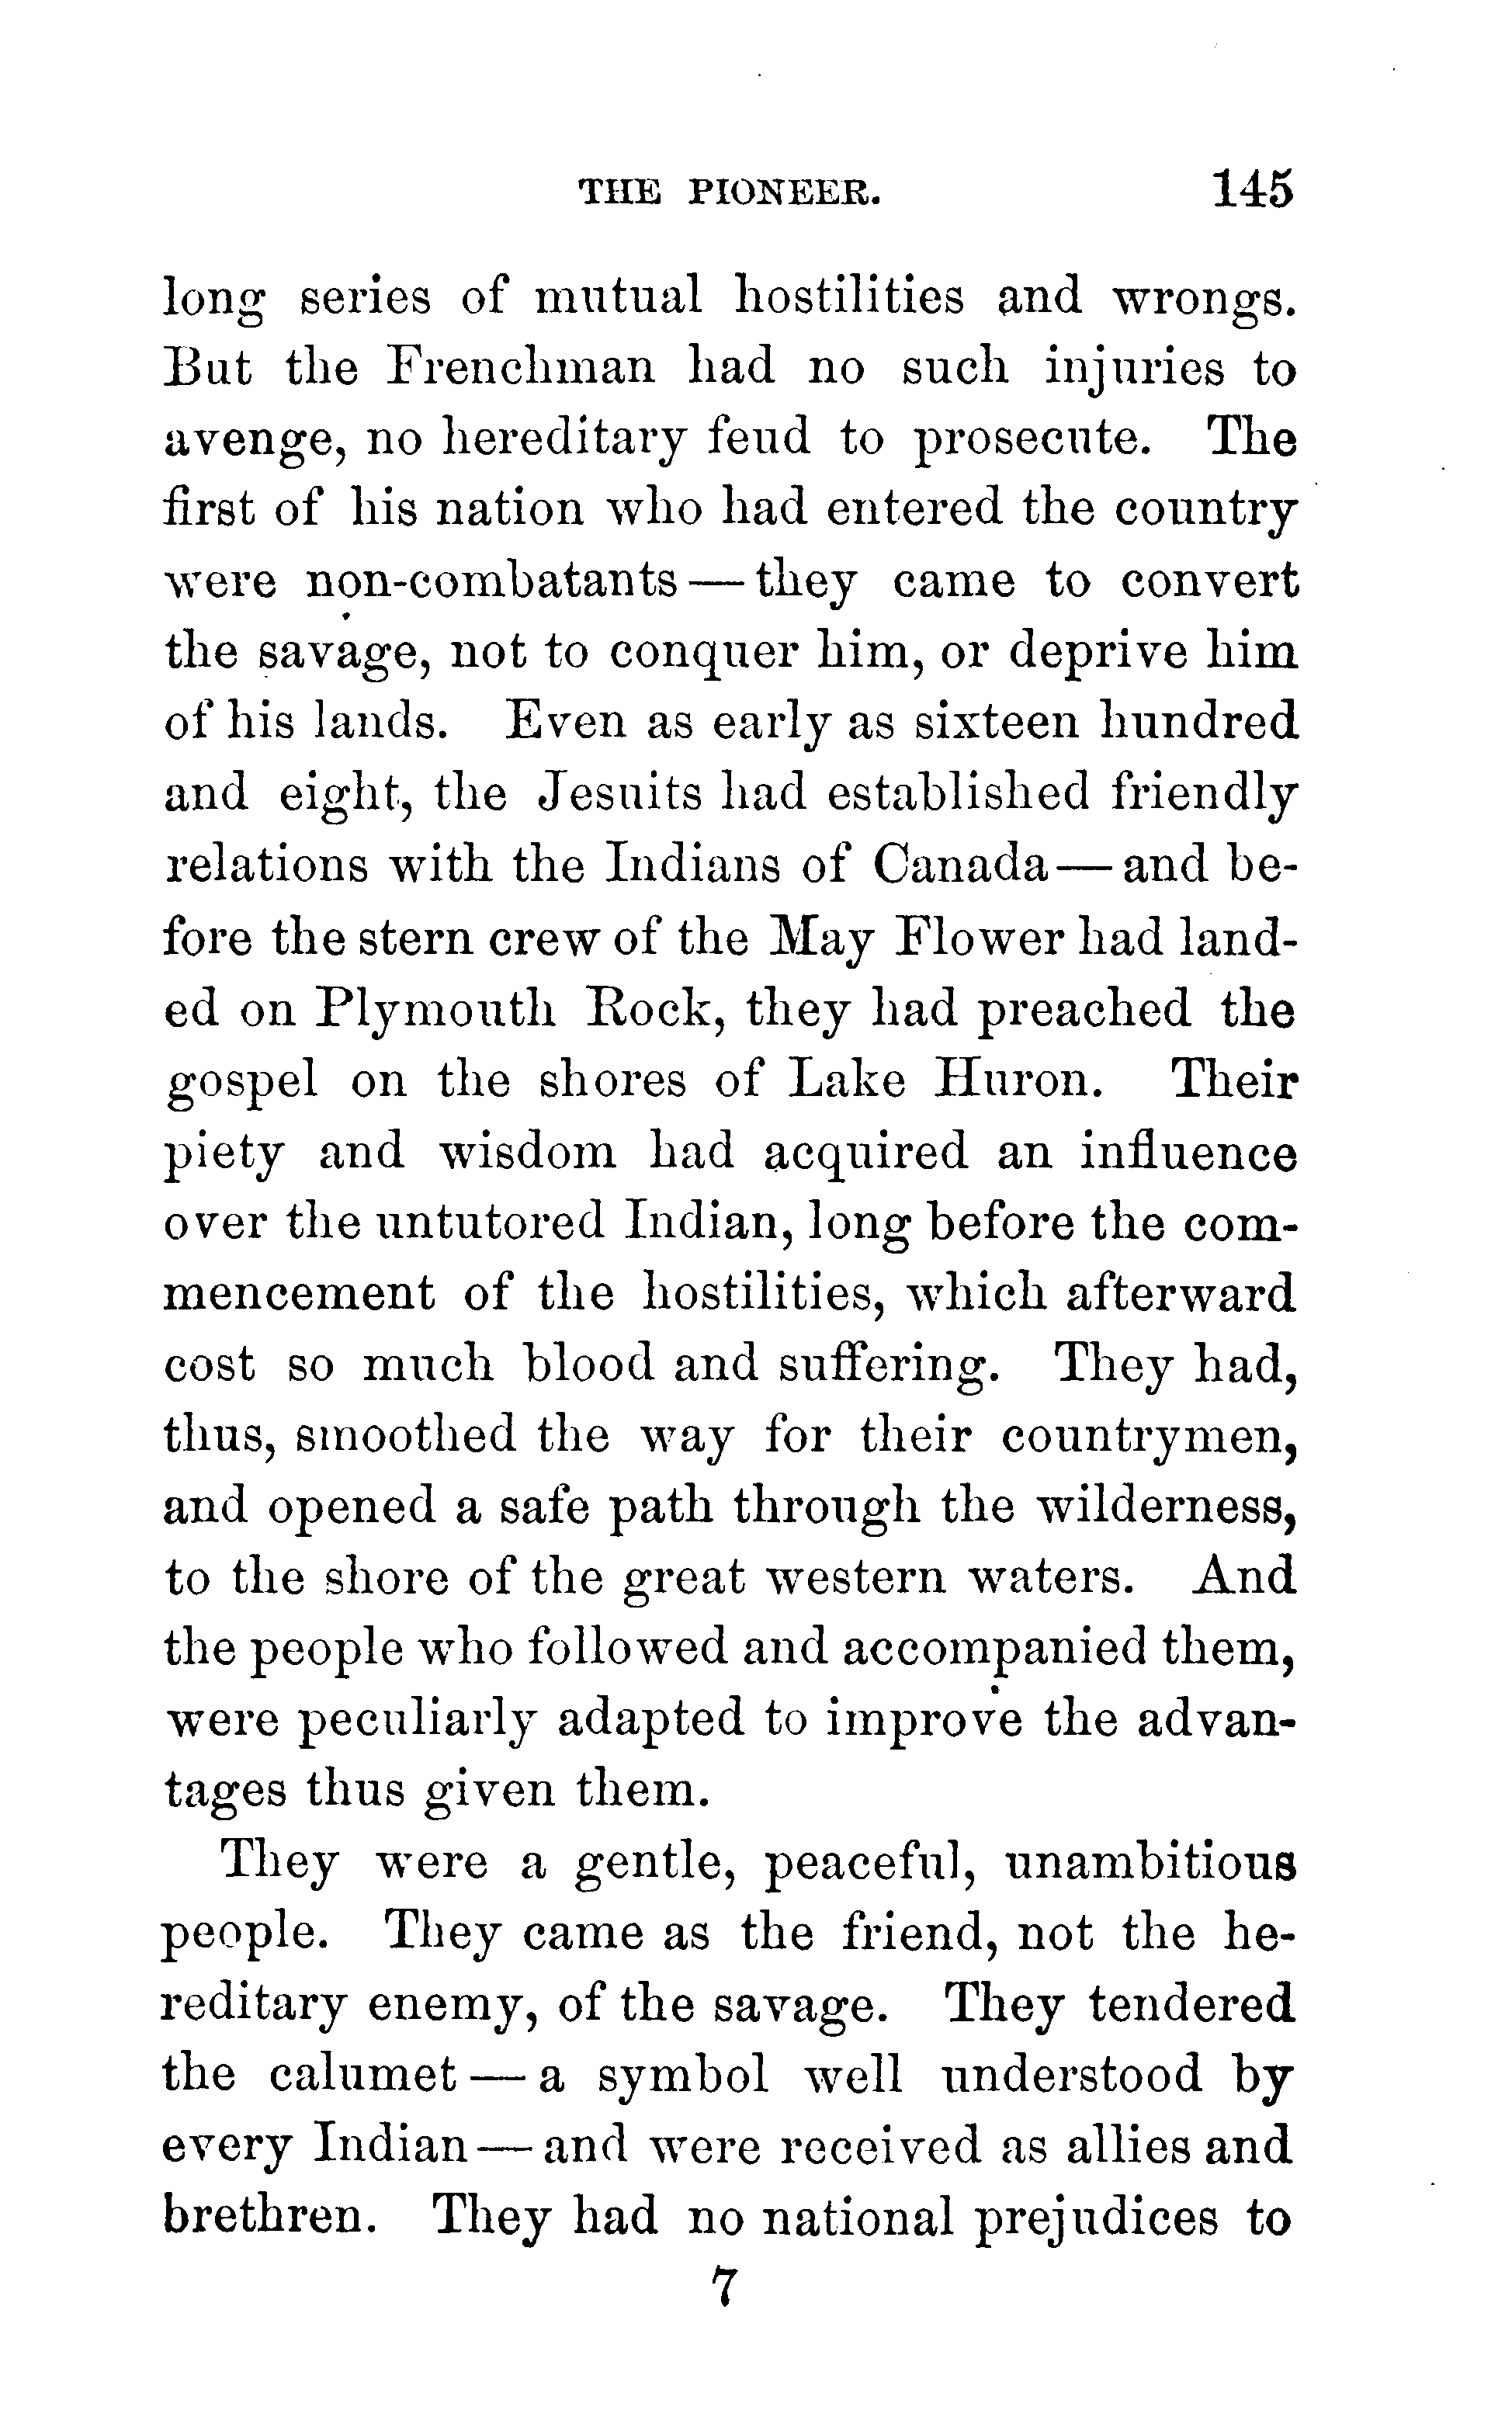 THE PIONEER. 145
long series of mutual hostilities and wrongs.
But the Frenchman had no such injuries to
avenge, no hereditary feud to prosecute. The
first of his nation who had entered the country
were non-combatants — they came to convert
the savage, not to conquer him, or deprive him
of his lands. Even as early as sixteen hundred
and eight, the Jesuits had established friendly
relations with the Indians of Canada — and be-
fore the stern crew of the May Flower had land-
ed on Plymouth Rock, they had preached the
gospel on the shores of Lake Huron. Their
piety and wisdom had acquired an influence
over the untutored Indian, long before the com-
mencement of the hostilities, which afterward
cost so much blood and suffering. They had,
thus, smoothed the way for their countrymen,
and opened a safe path through the wilderness,
to the shore of the great western waters. And
the people who followed and accompanied them,
were peculiarly adapted to improve the advan-
tages thus given them.
They were a gentle, peaceful, unambitious
people. They came as the friend, not the he-
reditary enemy, of the savage. They tendered
the calumet — a symbol well understood by
every Indian — and were received as allies and
brethren. They had no national prejudices to
7